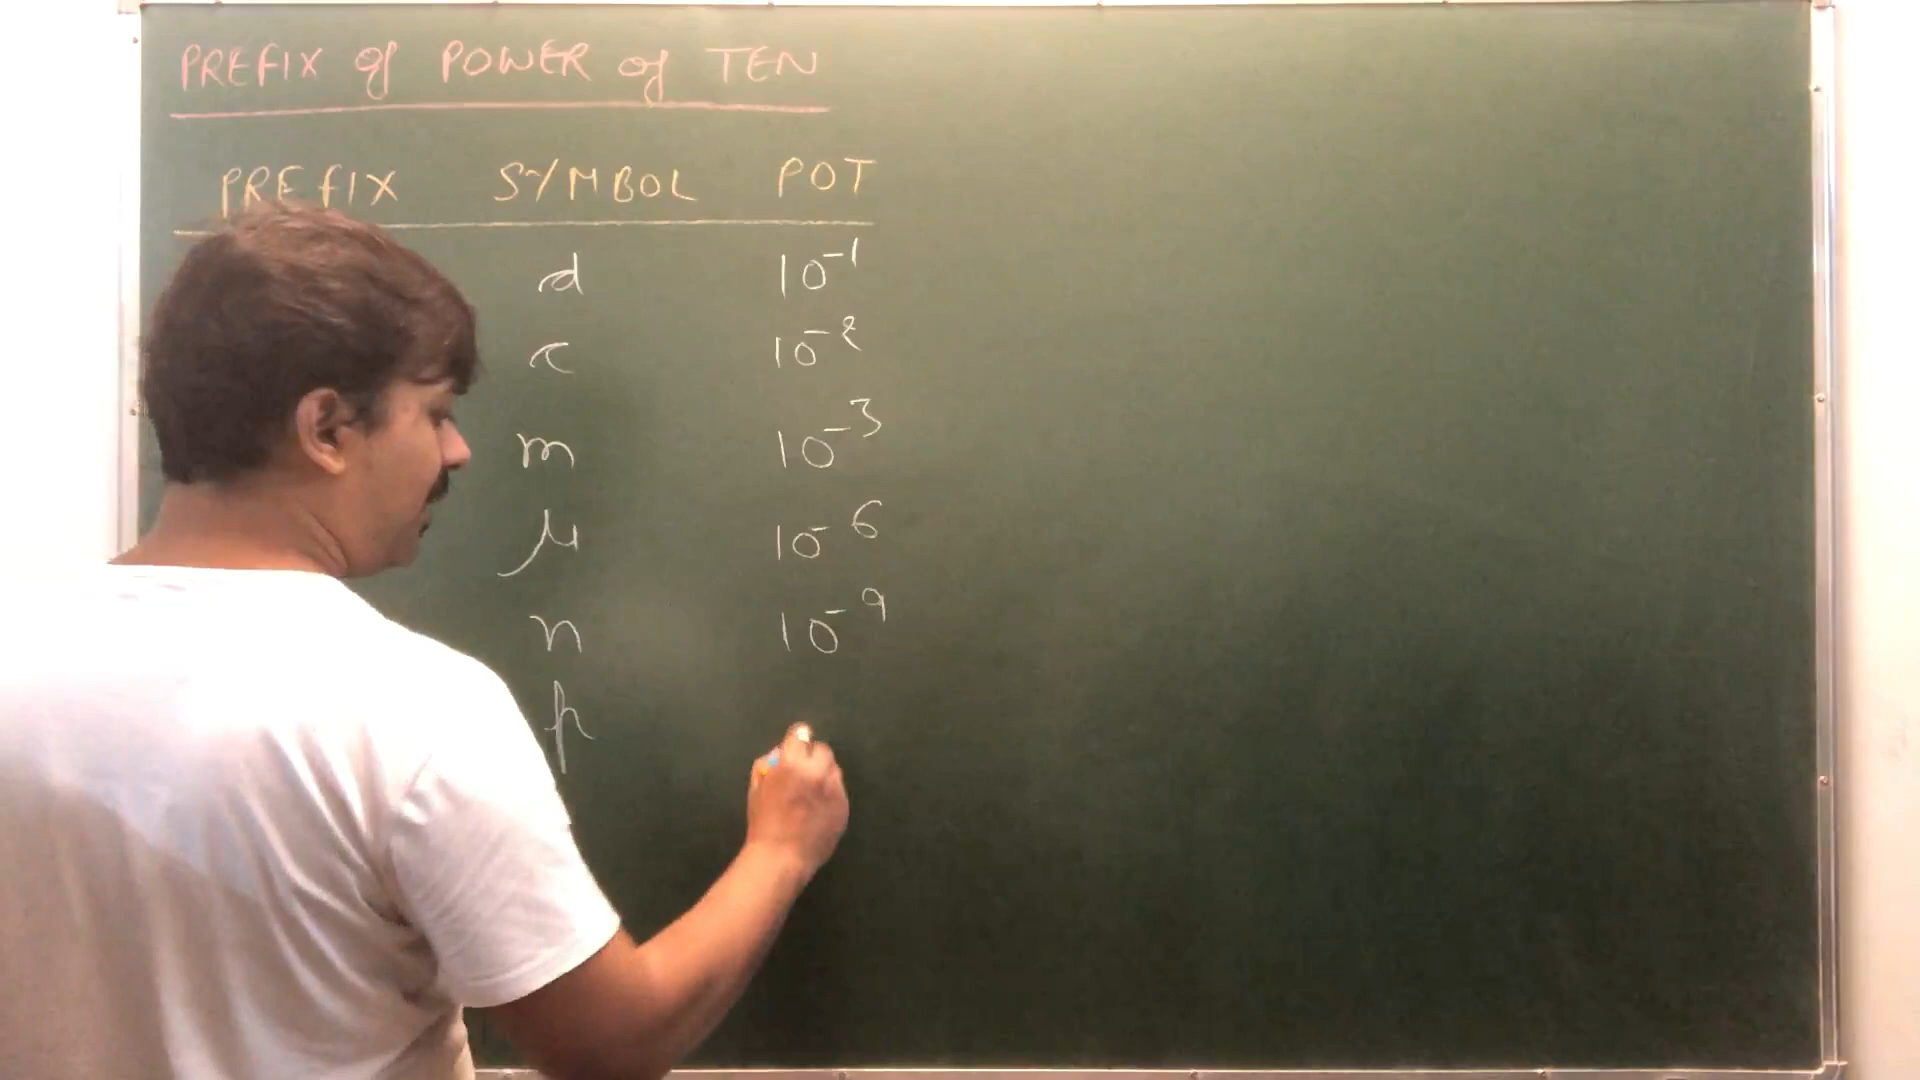 PREFIX of POWER of TEN
PREFIX SYMBOL POT
d 10⁻¹
c 10⁻²
m 10⁻³
μ 10⁻⁶
n 10⁻⁹
p